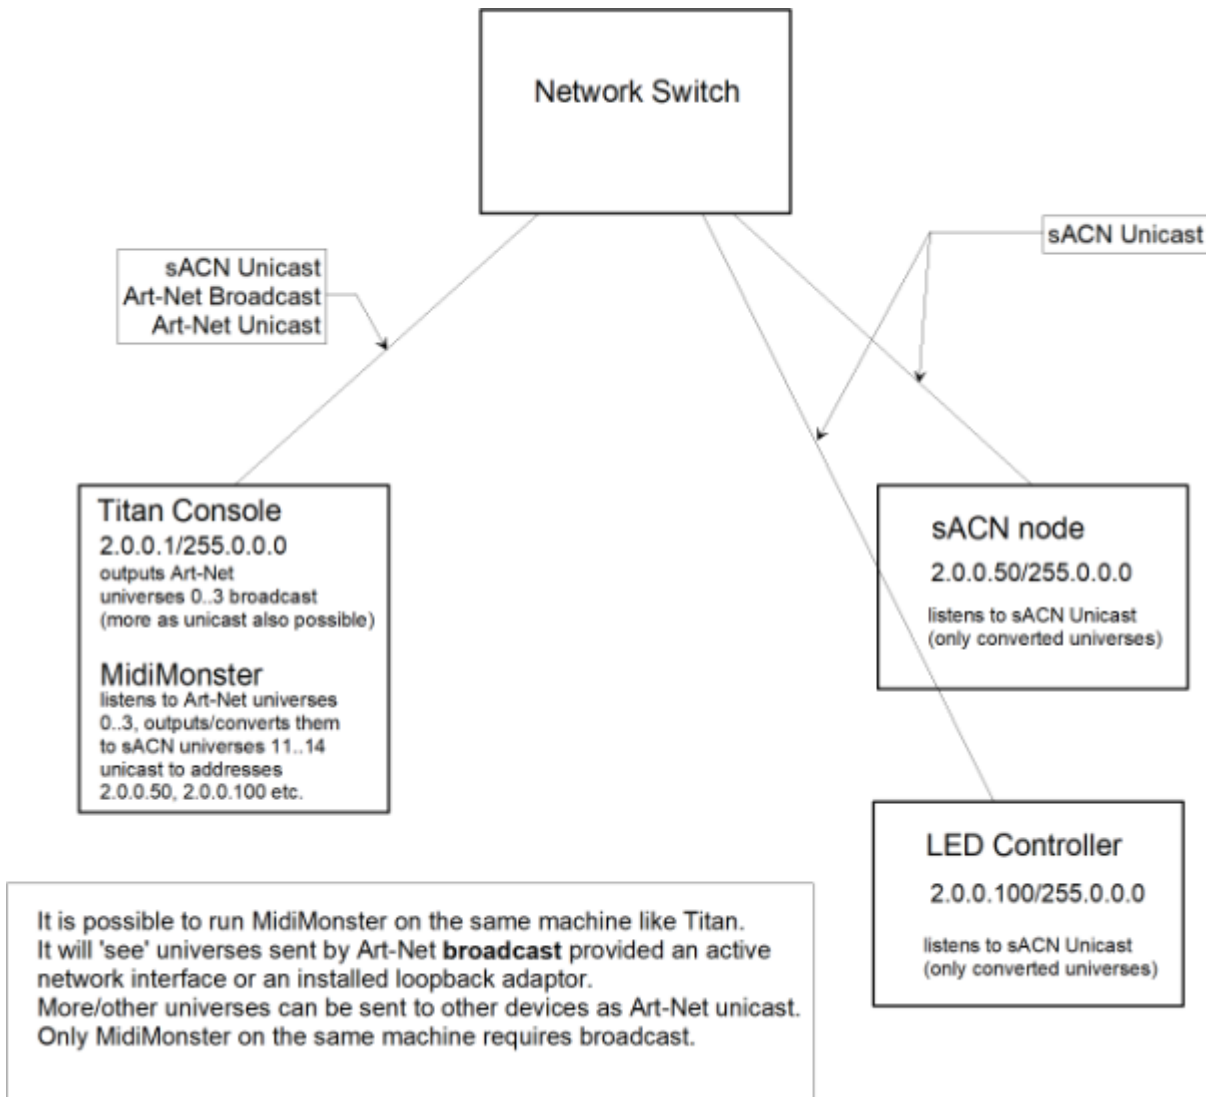 Network Switch
sACN Unicast
Art-Net Broadcast
Art-Net Unicast
sACN Unicast
Titan Console
2.0.0.1/255.0.0.0
outputs Art-Net
universes 0..3 broadcast
(more as unicast also possible)
MidiMonster
listens to Art-Net universes
0..3, outputs/converts them
to sACN universes 11..14
unicast to addresses
2.0.0.50, 2.0.0.100 etc.
sACN node
2.0.0.50/255.0.0.0
listens to sACN Unicast
(only converted universes)
LED Controller
2.0.0.100/255.0.0.0
listens to sACN Unicast
(only converted universes)
It is possible to run MidiMonster on the same machine like Titan.
It will 'see' universes sent by Art-Net broadcast provided an active
network interface or an installed loopback adaptor.
More/other universes can be sent to other devices as Art-Net unicast.
Only MidiMonster on the same machine requires broadcast.